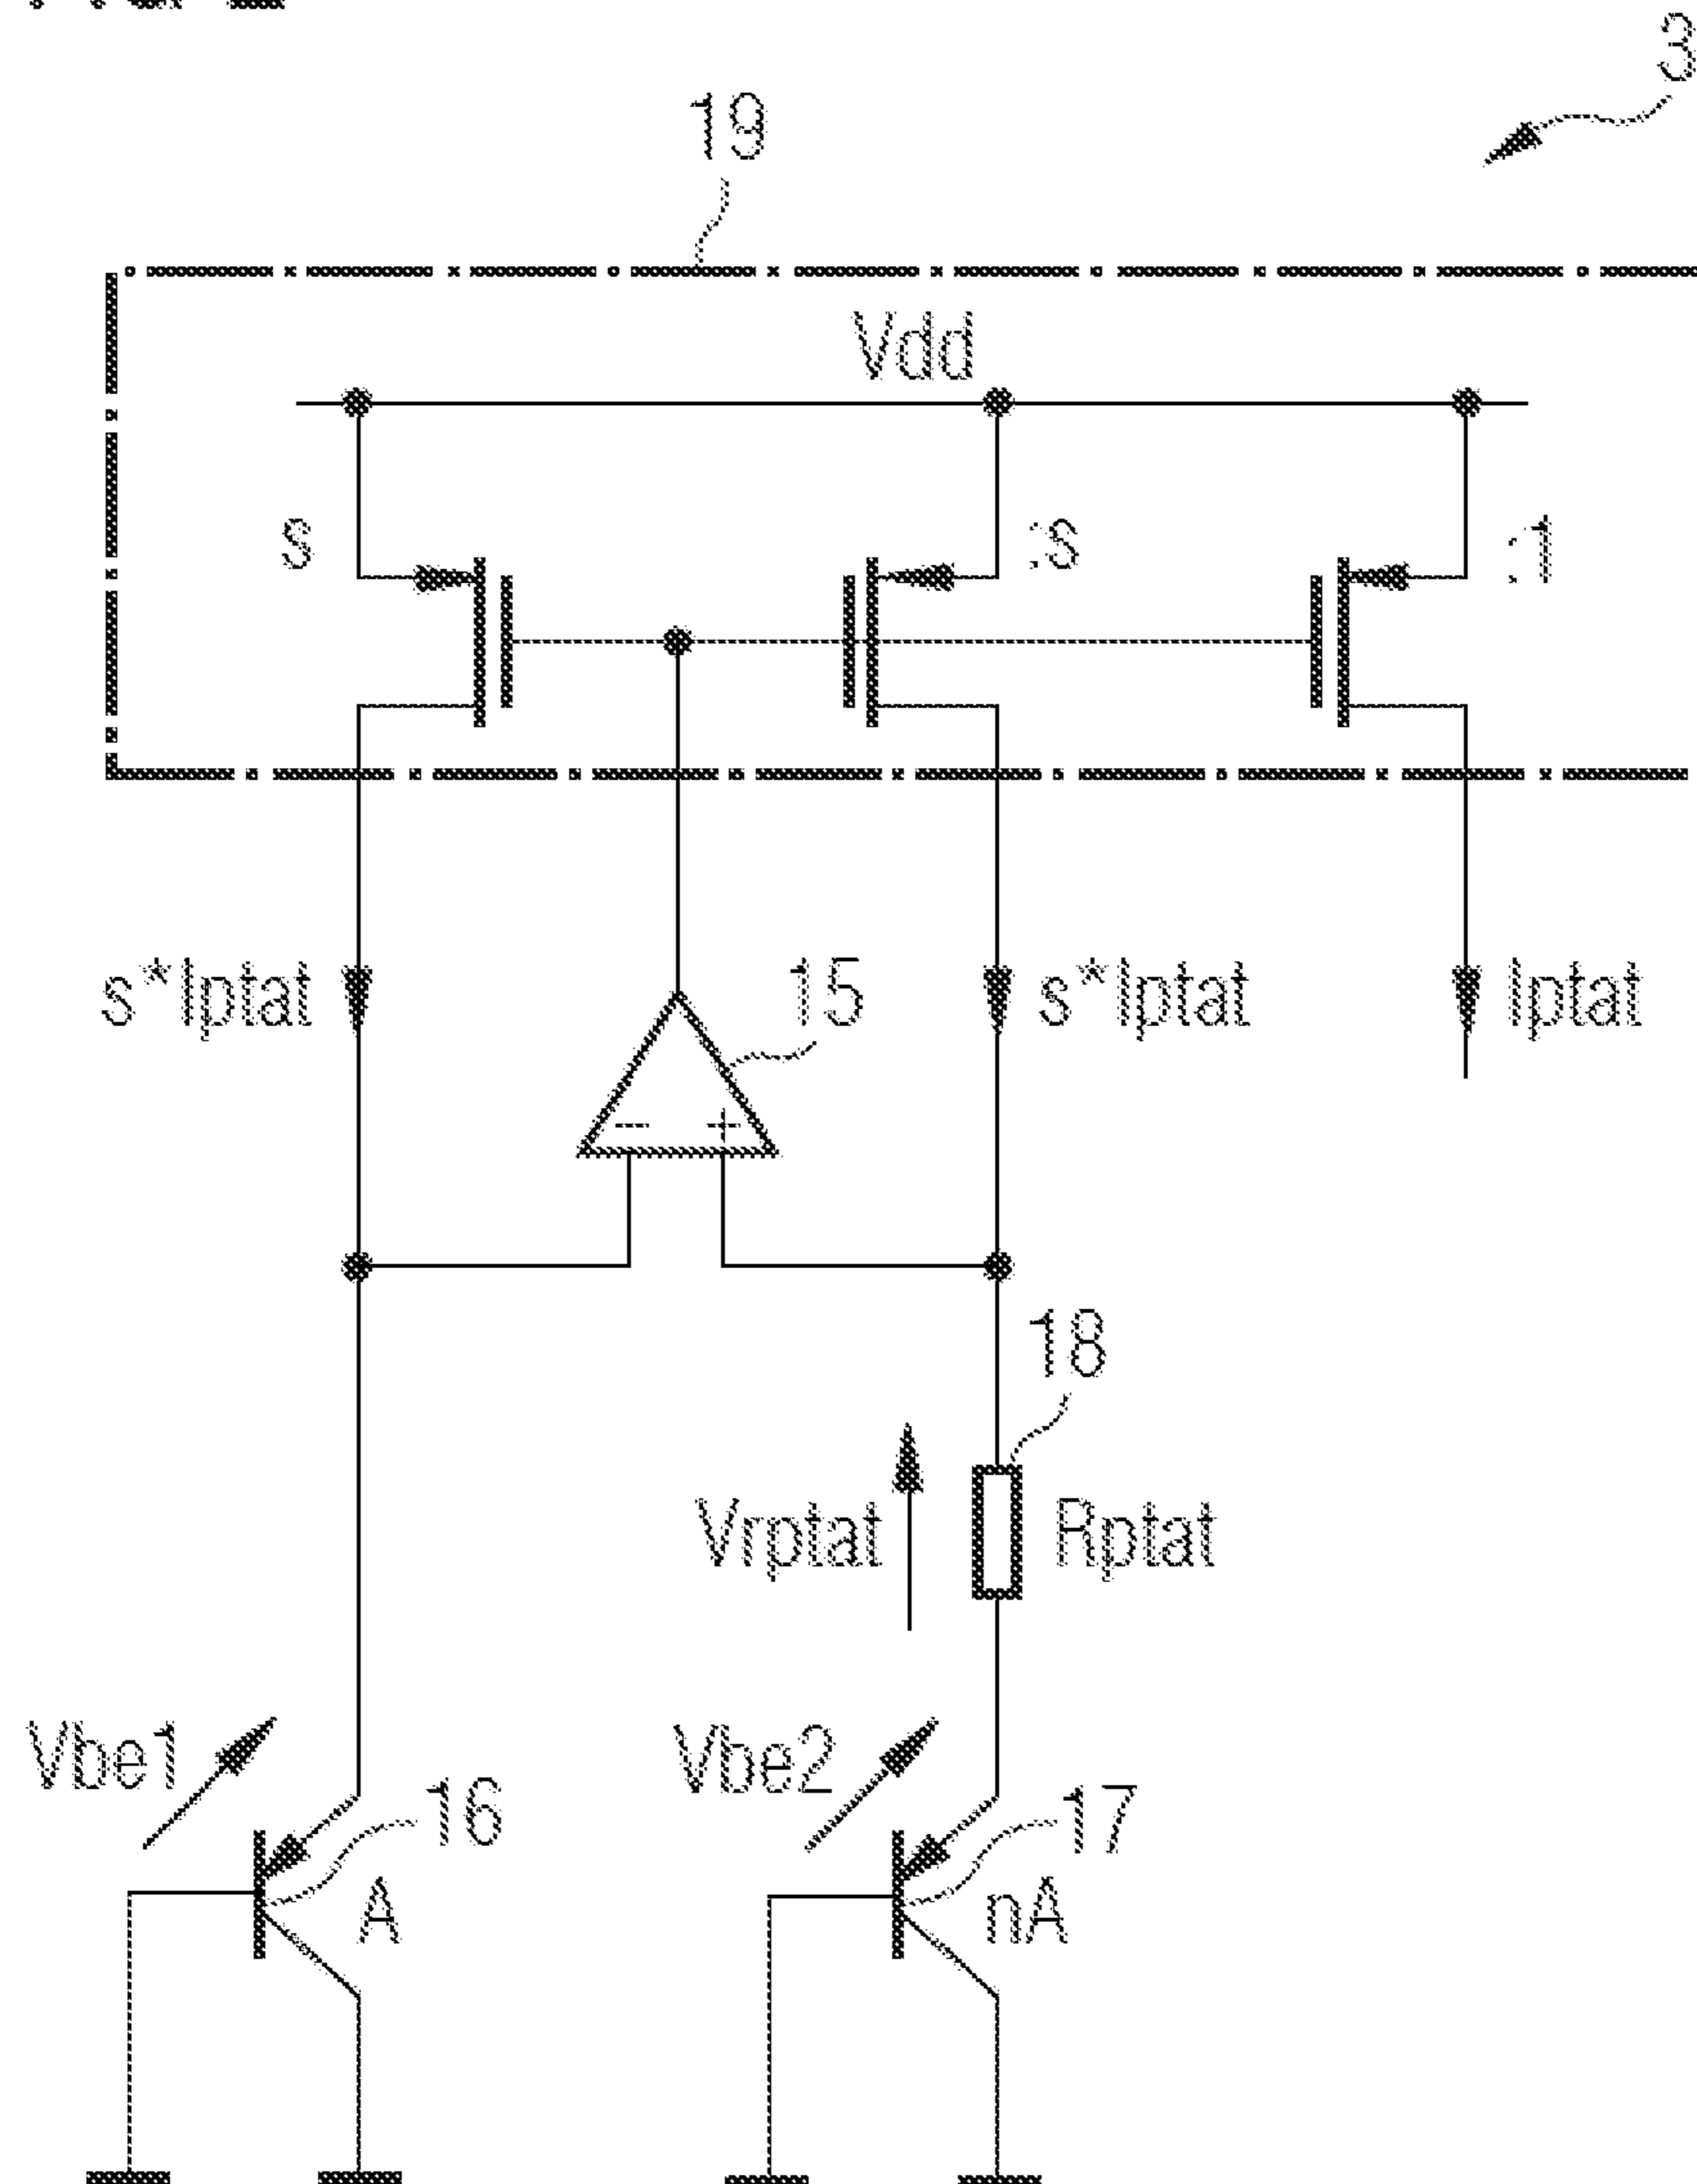 3
19
Vdd
s
:s
:1
s*Iptat
15
s*Iptat
Iptat
- +
18
Vrptat
Rptat
Vbe1
16
A
Vbe2
17
nA